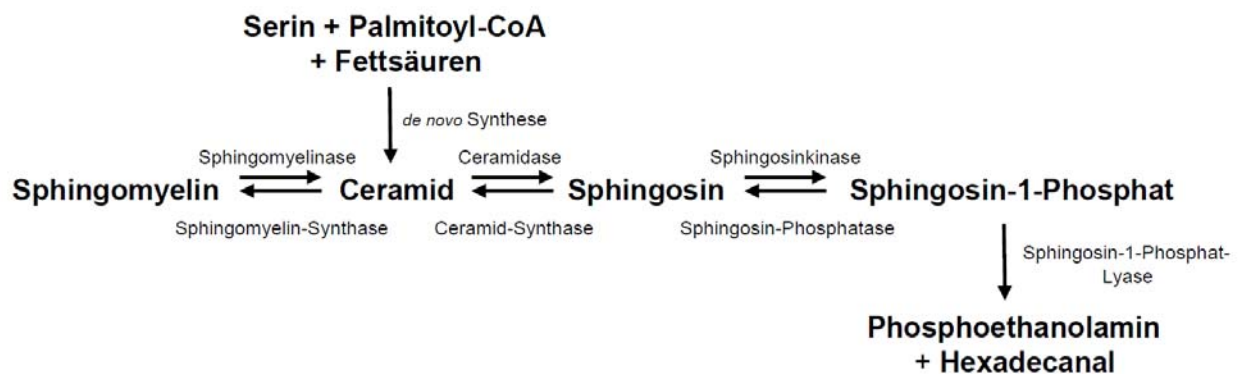 Serin + Palmitoyl-CoA
+ Fettsäuren
de novo Synthese
Sphingomyelinase Ceramidase Sphingosinkinase
Sphingomyelin Ceramid Sphingosin Sphingosin-1-Phosphat
Sphingomyelin-Synthase Ceramid-Synthase Sphingosin-Phosphatase
Sphingosin-1-Phosphat-
Lyase
Phosphoethanolamin
+ Hexadecanal